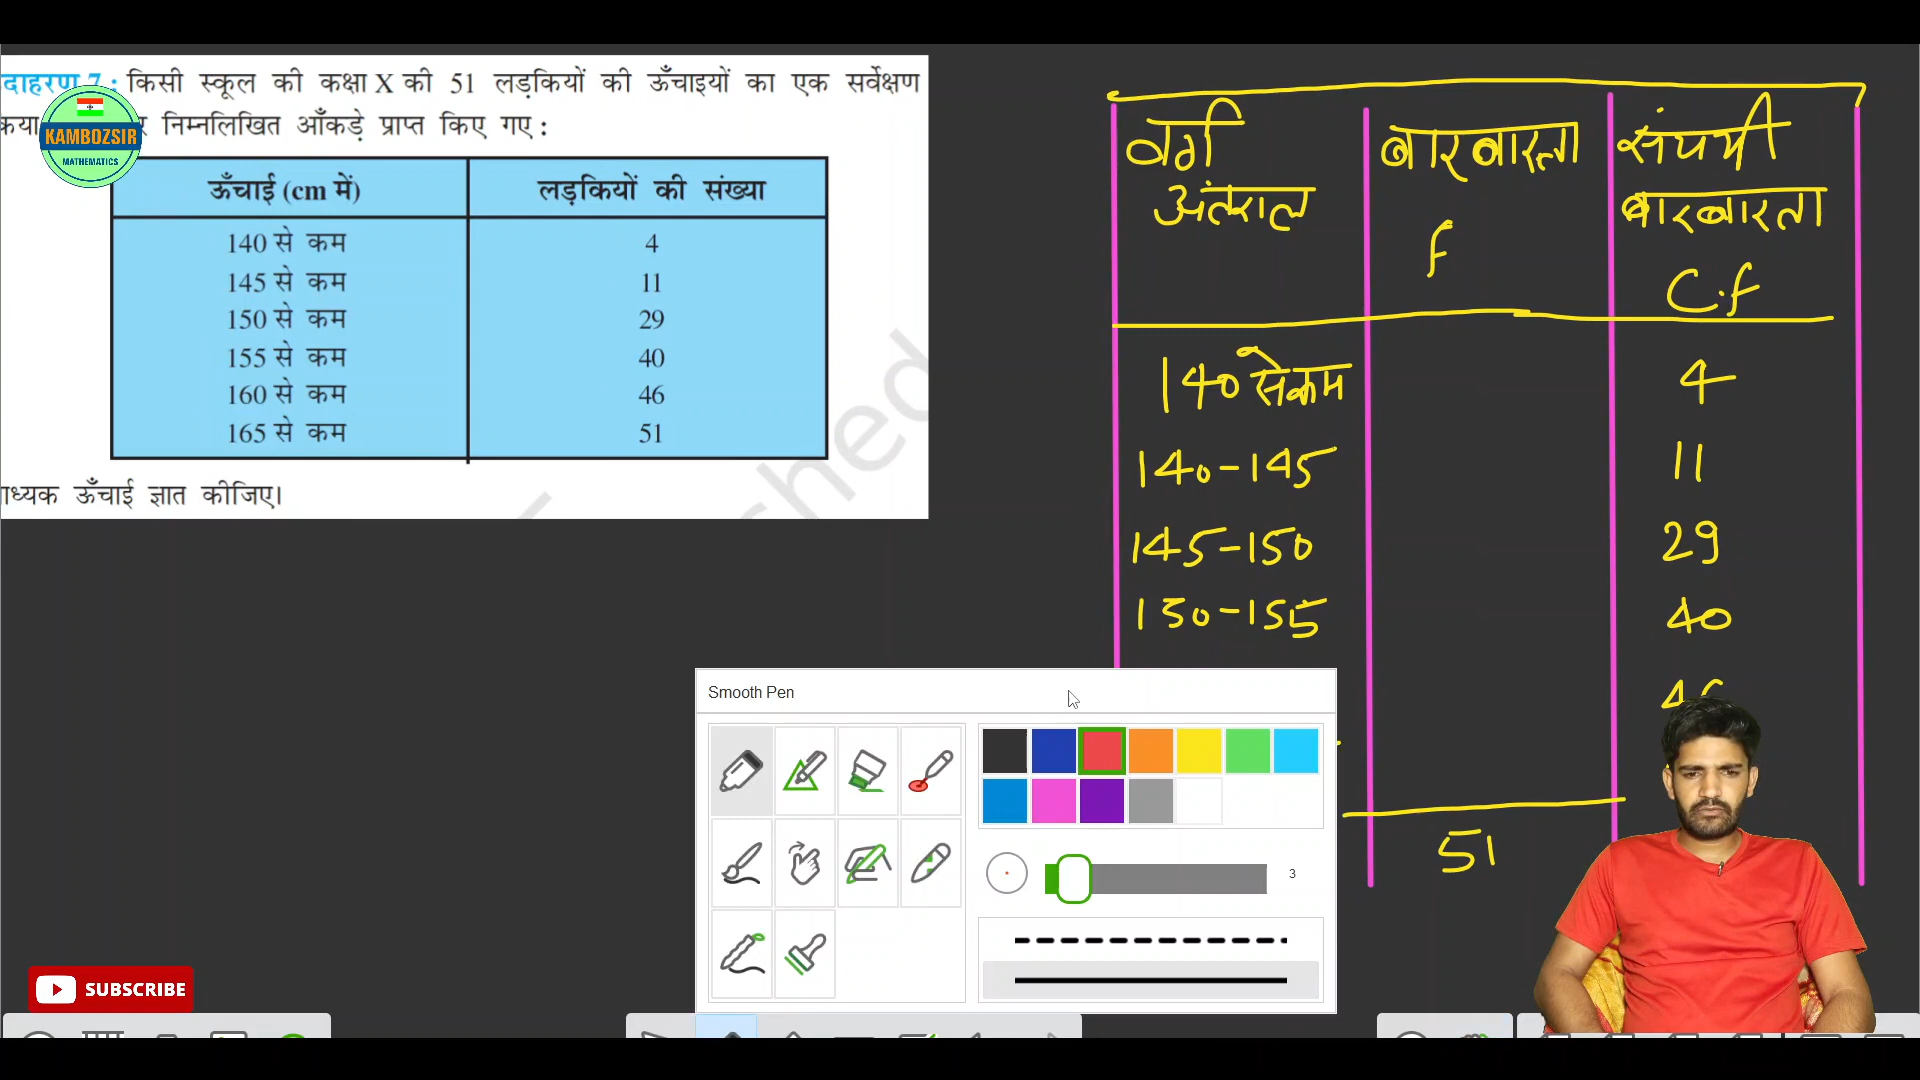 दाहरण 7 : किसी स्कूल की कक्षा X की 51 लड़कियों की ऊँचाइयों का एक सर्वेक्षण
निम्नलिखित आँकड़े प्राप्त किए गए :
KAMBOZSIR
MATHEMATICS
ऊँचाई (cm में) लड़कियों की संख्या
140 से कम 4
145 से कम 11
150 से कम 29
155 से कम 40
160 से कम 46
165 से कम 51
ाध्यक ऊँचाई ज्ञात कीजिए।
वर्ग अंतराल
बारंबारता
f
संचयी बारंबारता
C.f
140 से कम 4
140-145 11
145-150 29
150-155 40
51
Smooth Pen
3
SUBSCRIBE